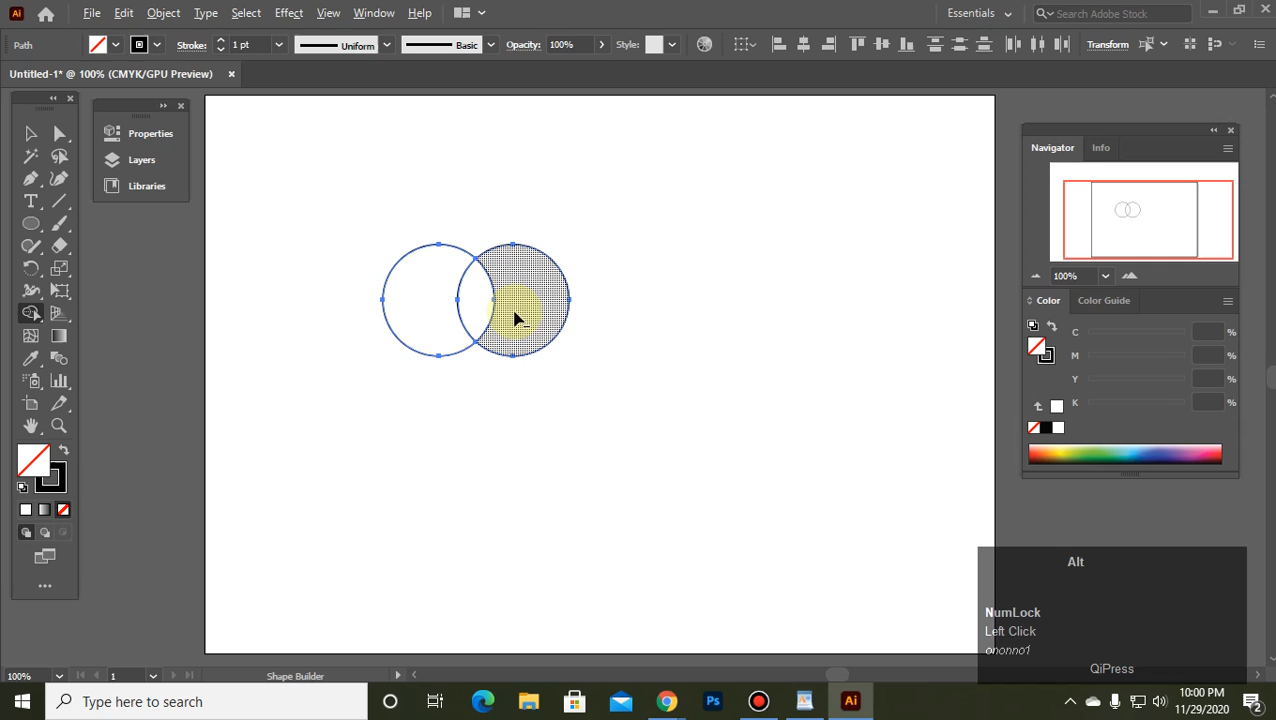 Ai File Edit Object Type Select Effect View Window Help Essentials Search Adobe Stock
Path Stroke: 1 pt Uniform Basic Opacity: 100% Style: Transform
Untitled-1* @ 100% (CMYK/GPU Preview)
Properties
Layers
Libraries
Navigator Info
100%
Color Color Guide
C %
M %
Y %
K %
Alt
NumLock
Left Click
ononno1
QiPress
100% 1 Shape Builder
Type here to search
Ps
Ai
10:00 PM
11/29/2020
2